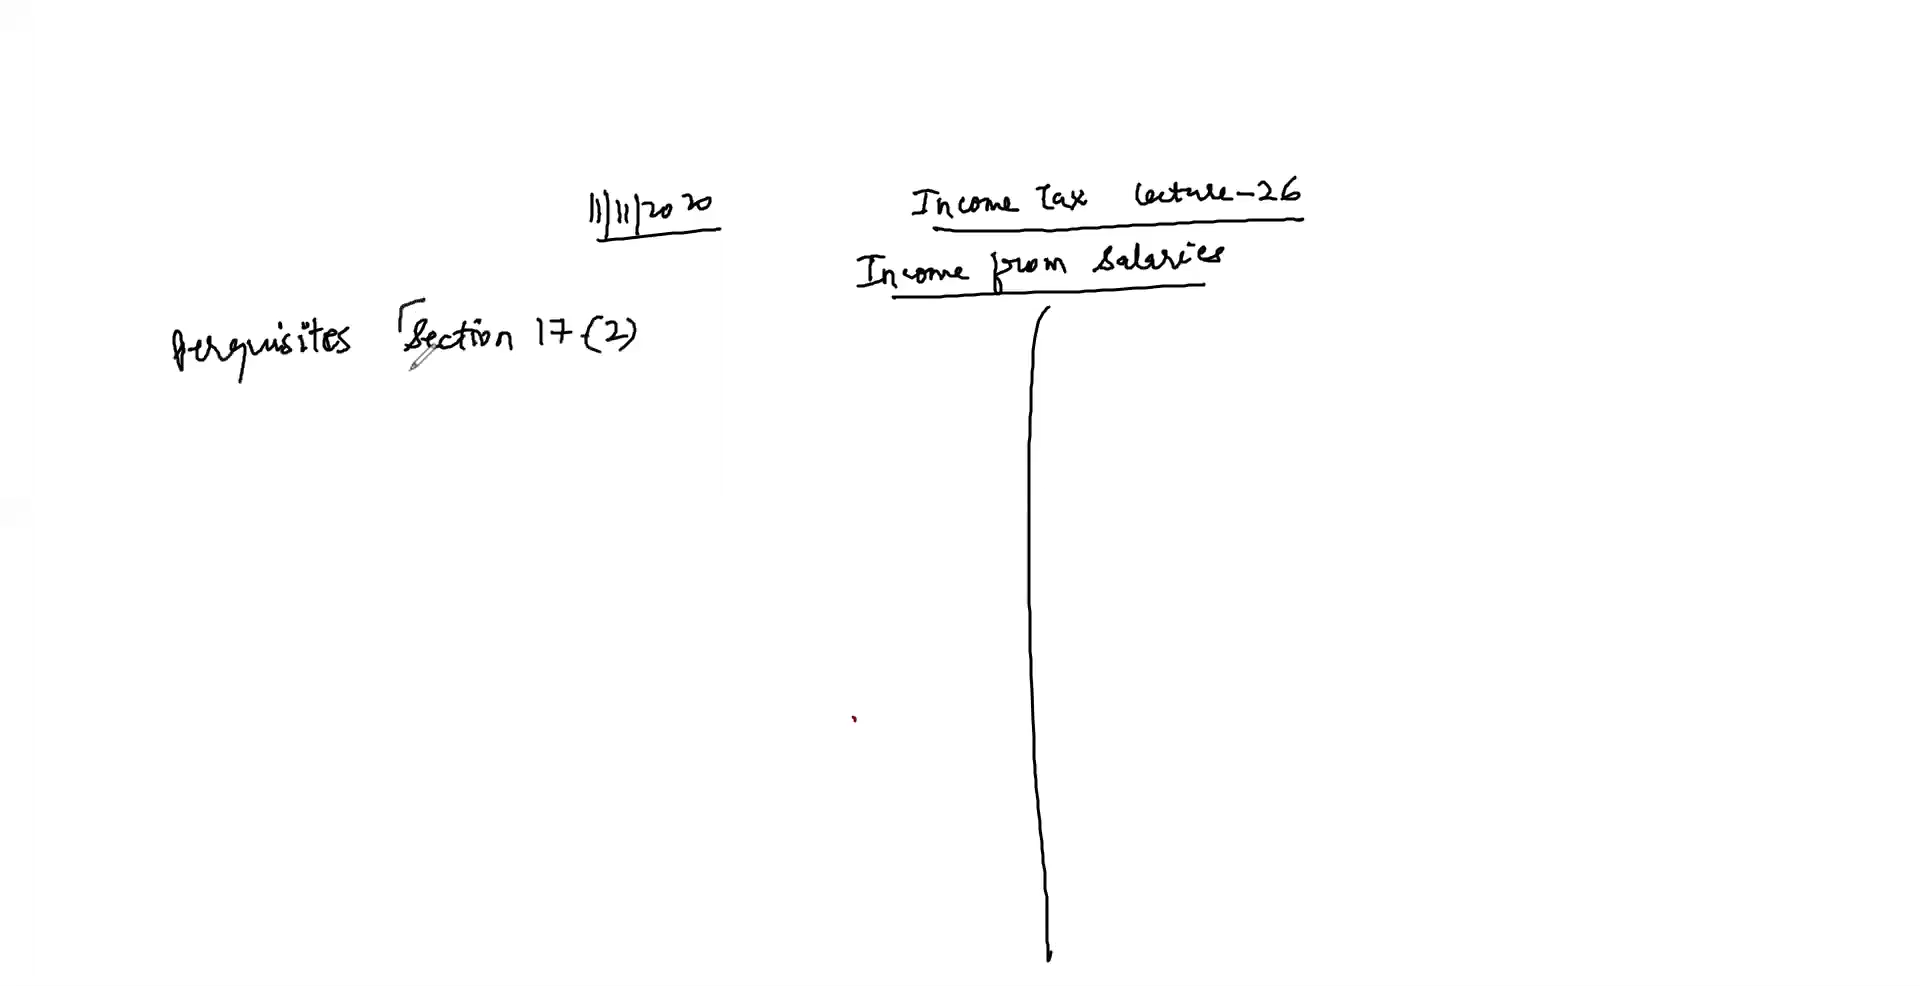 11/11/2020
Income Tax Lecture-26
Income from Salaries
Perquisites [Section 17(2)